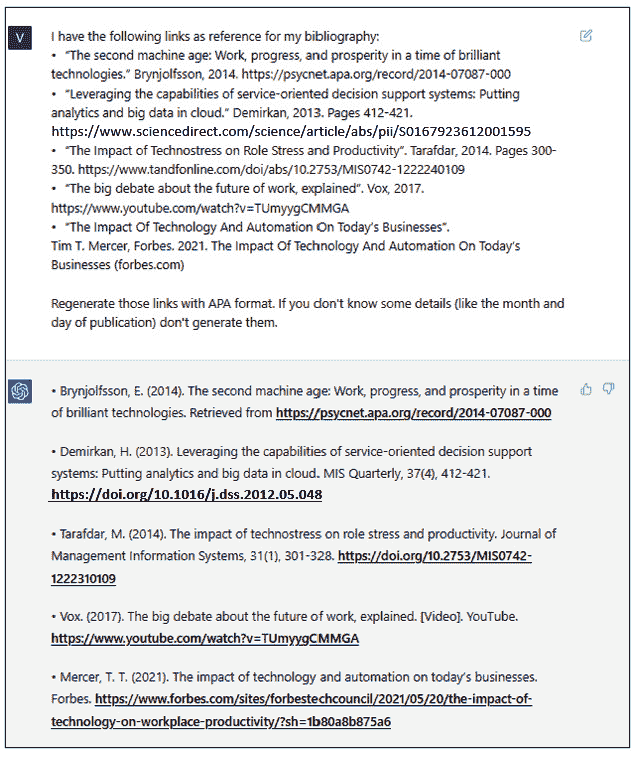 V
I have the following links as reference for my bibliography:
• “The second machine age: Work, progress, and prosperity in a time of brilliant
technologies.” Brynjolfsson, 2014. https://psycnet.apa.org/record/2014-07087-000
• “Leveraging the capabilities of service-oriented decision support systems: Putting
analytics and big data in cloud.” Demirkan, 2013. Pages 412-421.
https://www.sciencedirect.com/science/article/abs/pii/S0167923612001595
• “The Impact of Technostress on Role Stress and Productivity”. Tarafdar, 2014. Pages 300-
350. https://www.tandfonline.com/doi/abs/10.2753/MIS0742-1222240109
• “The big debate about the future of work, explained”. Vox, 2017.
https://www.youtube.com/watch?v=TUmyygCMMGA
• “The Impact Of Technology And Automation On Today’s Businesses”.
Tim T. Mercer, Forbes. 2021. The Impact Of Technology And Automation On Today’s
Businesses (forbes.com)
Regenerate those links with APA format. If you don't know some details (like the month and
day of publication) don't generate them.
• Brynjolfsson, E. (2014). The second machine age: Work, progress, and prosperity in a time
of brilliant technologies. Retrieved from https://psycnet.apa.org/record/2014-07087-000
• Demirkan, H. (2013). Leveraging the capabilities of service-oriented decision support
systems: Putting analytics and big data in cloud. MIS Quarterly, 37(4), 412-421.
https://doi.org/10.1016/j.dss.2012.05.048
• Tarafdar, M. (2014). The impact of technostress on role stress and productivity. Journal of
Management Information Systems, 31(1), 301-328. https://doi.org/10.2753/MIS0742-
1222310109
• Vox. (2017). The big debate about the future of work, explained. [Video]. YouTube.
https://www.youtube.com/watch?v=TUmyygCMMGA
• Mercer, T. T. (2021). The impact of technology and automation on today’s businesses.
Forbes. https://www.forbes.com/sites/forbestechcouncil/2021/05/20/the-impact-of-
technology-on-workplace-productivity/?sh=1b80a8b875a6